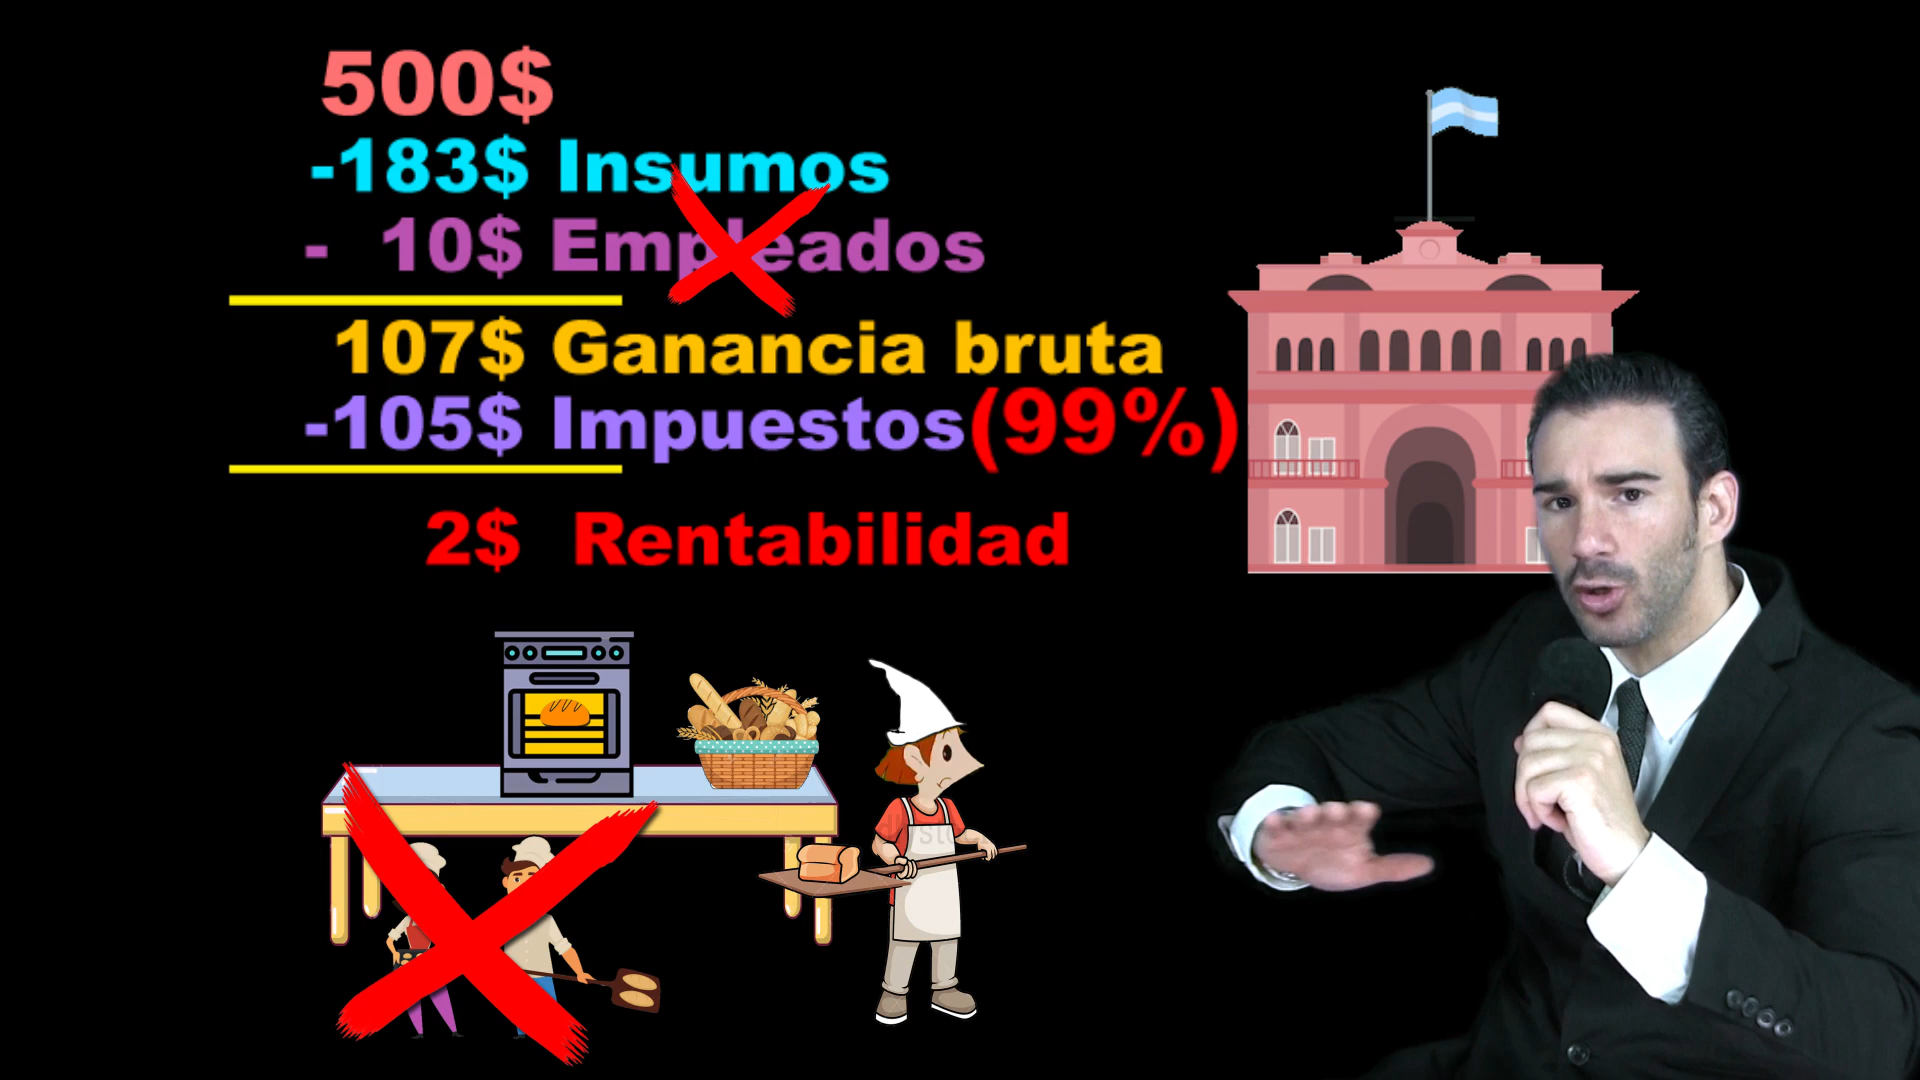 500$
-183$ Insumos
- 10$ Empleados
107$ Ganancia bruta
-105$ Impuestos(99%)
2$ Rentabilidad